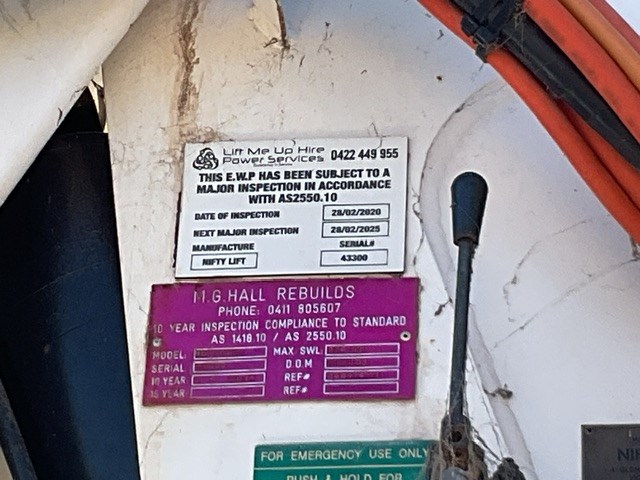 Lift Me Up Hire
Power Services
0422 449 955
THIS E.W.P HAS BEEN SUBJECT TO A
MAJOR INSPECTION IN ACCORDANCE
WITH AS2550.10
DATE OF INSPECTION 28/02/2020
NEXT MAJOR INSPECTION 28/02/2025
MANUFACTURE SERIAL#
NIFTY LIFT 43300
M.G.HALL REBUILDS
PHONE: 0411 805607
10 YEAR INSPECTION COMPLIANCE TO STANDARD
AS 1418.10 / AS 2550.10
MODEL: MAX SWL:
SERIAL D.O.M
10 YEAR REF#
15 YEAR REF#
FOR EMERGENCY USE ONLY
PUSH & HOLD FOR